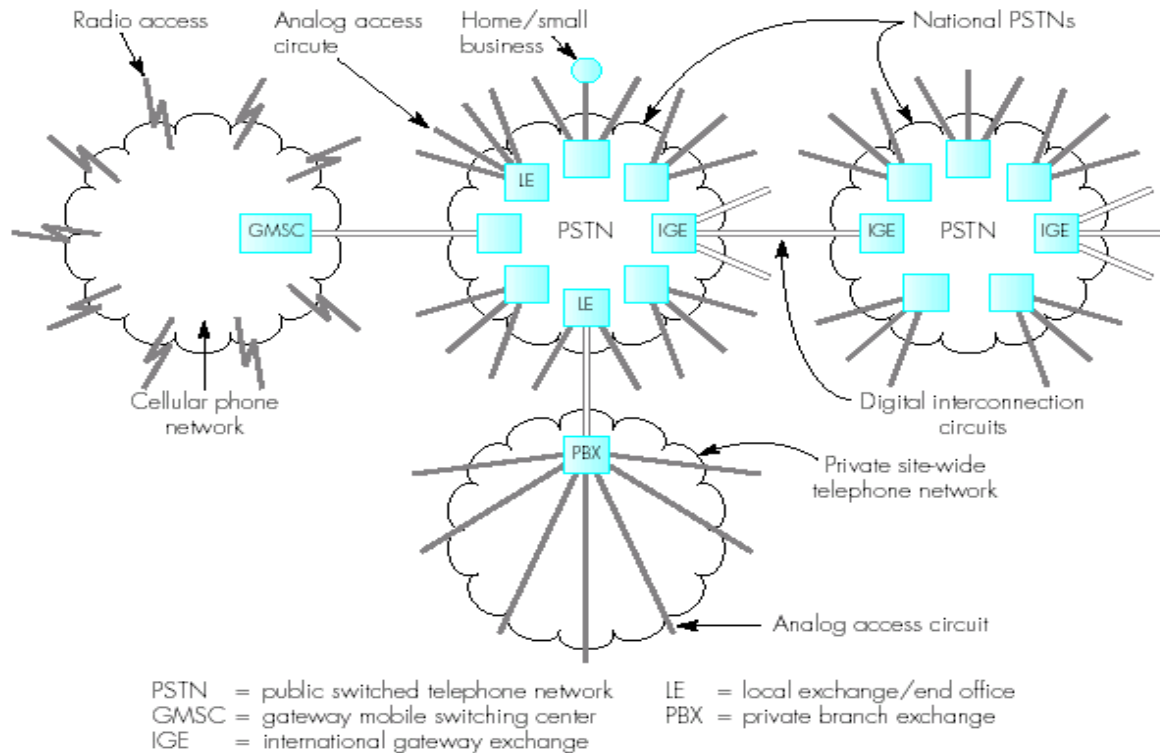 Radio access
Analog access
circute
Home/small
business
National PSTNs
LE
GMSC
PSTN
IGE
IGE
PSTN
IGE
LE
Cellular phone
network
Digital interconnection
circuits
PBX
Private site-wide
telephone network
Analog access circuit
PSTN = public switched telephone network
GMSC = gateway mobile switching center
IGE = international gateway exchange
LE = local exchange/end office
PBX = private branch exchange